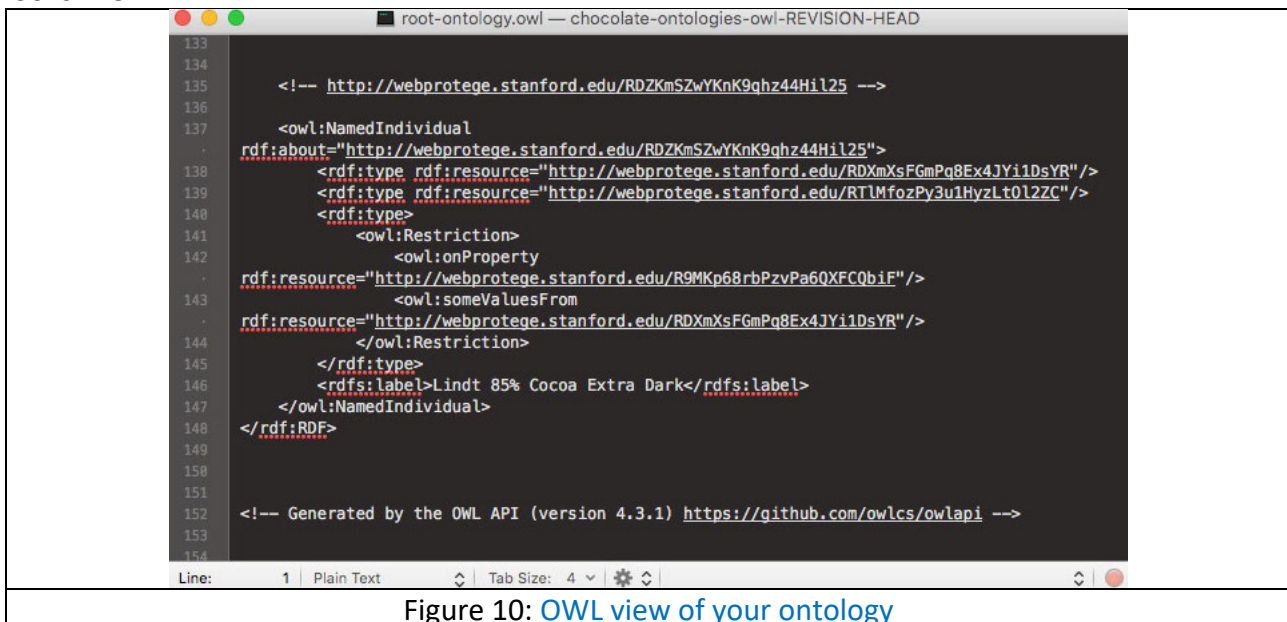 root-ontology.owl — chocolate-ontologies-owl-REVISION-HEAD
133
134
135 <!-- http://webprotege.stanford.edu/RDZKmSZwYKnK9qhz44Hil25 -->
136
137 <owl:NamedIndividual
· rdf:about="http://webprotege.stanford.edu/RDZKmSZwYKnK9qhz44Hil25">
138 <rdf:type rdf:resource="http://webprotege.stanford.edu/RDXmXsFGmPq8Ex4JYi1DsYR"/>
139 <rdf:type rdf:resource="http://webprotege.stanford.edu/RTlMfozPy3u1HyzLtOl2ZC"/>
140 <rdf:type>
141 <owl:Restriction>
142 <owl:onProperty
· rdf:resource="http://webprotege.stanford.edu/R9MKp68rbPzvPa6QXFCQbiF"/>
143 <owl:someValuesFrom
· rdf:resource="http://webprotege.stanford.edu/RDXmXsFGmPq8Ex4JYi1DsYR"/>
144 </owl:Restriction>
145 </rdf:type>
146 <rdfs:label>Lindt 85% Cocoa Extra Dark</rdfs:label>
147 </owl:NamedIndividual>
148 </rdf:RDF>
149
150
151
152 <!-- Generated by the OWL API (version 4.3.1) https://github.com/owlcs/owlapi -->
153
154
Line: 1 Plain Text Tab Size: 4
Figure 10: OWL view of your ontology